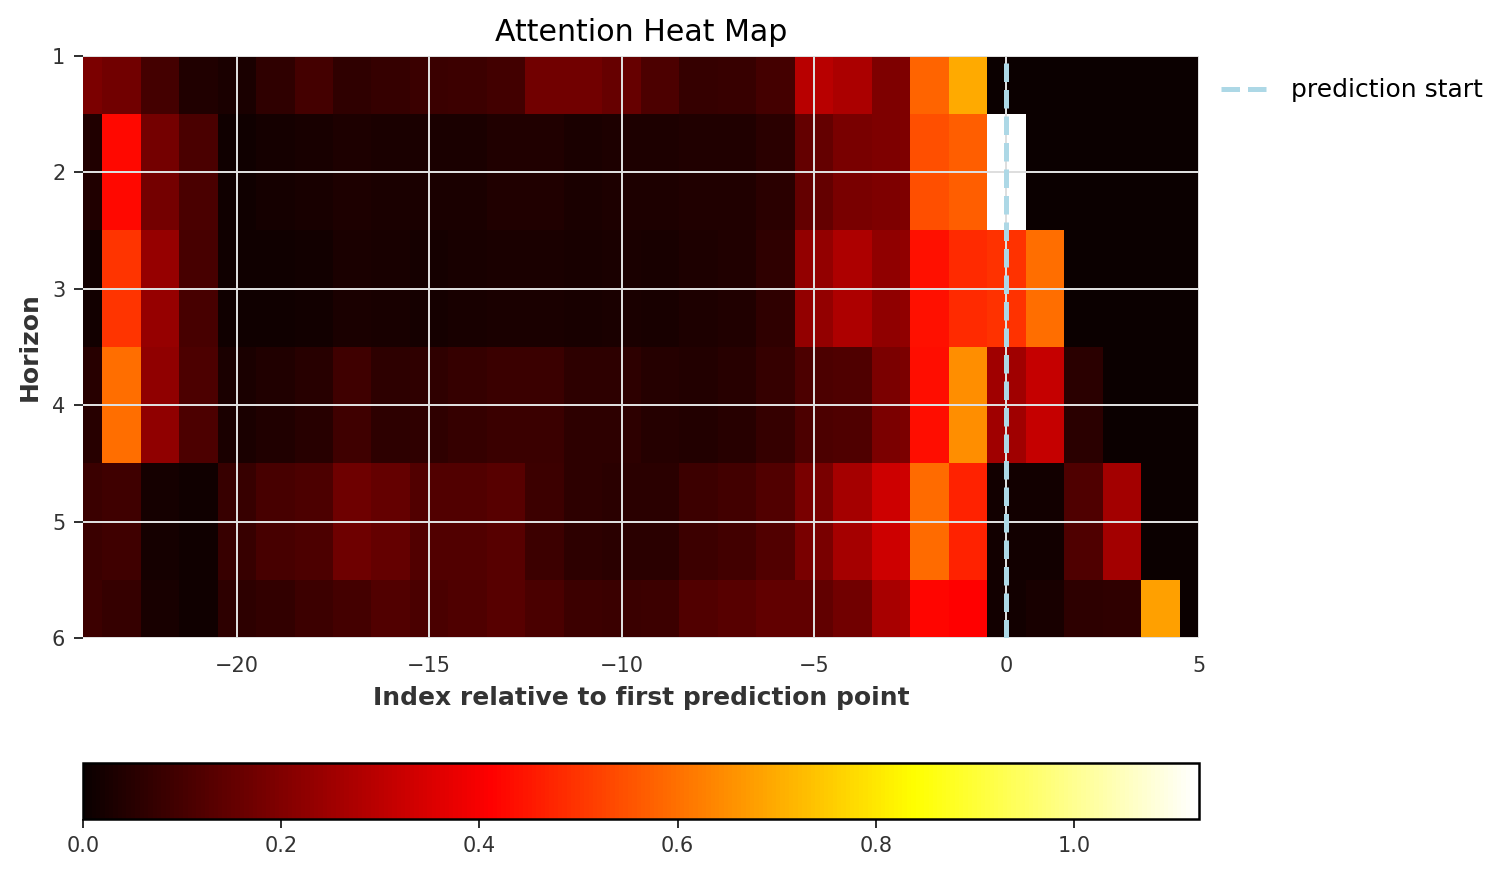 Attention Heat Map
prediction start
1
2
3
4
5
6
Horizon
−20 −15 −10 −5 0 5
Index relative to first prediction point
0.0 0.2 0.4 0.6 0.8 1.0